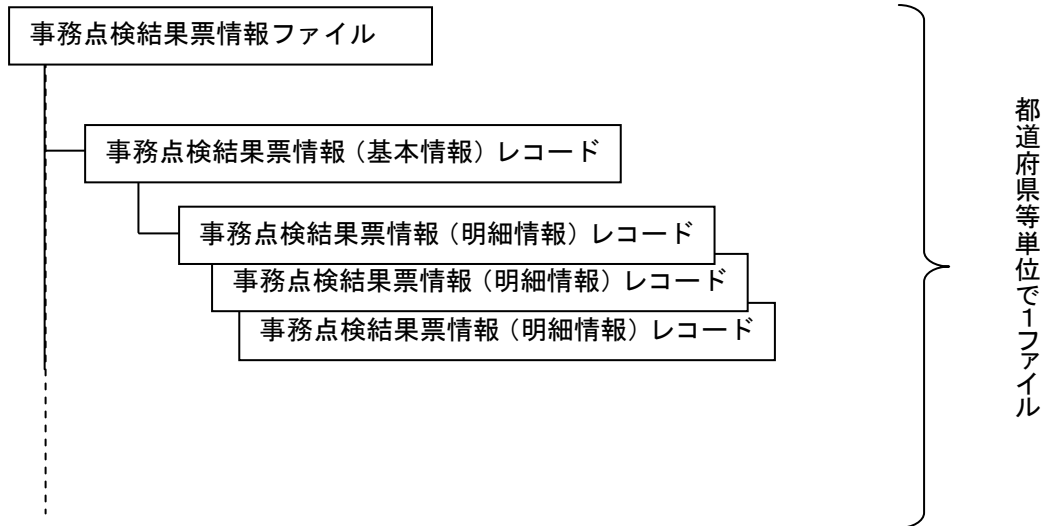 事務点検結果票情報ファイル
事務点検結果票情報（基本情報）レコード
事務点検結果票情報（明細情報）レコード
事務点検結果票情報（明細情報）レコード
事務点検結果票情報（明細情報）レコード
都道府県等単位で1ファイル